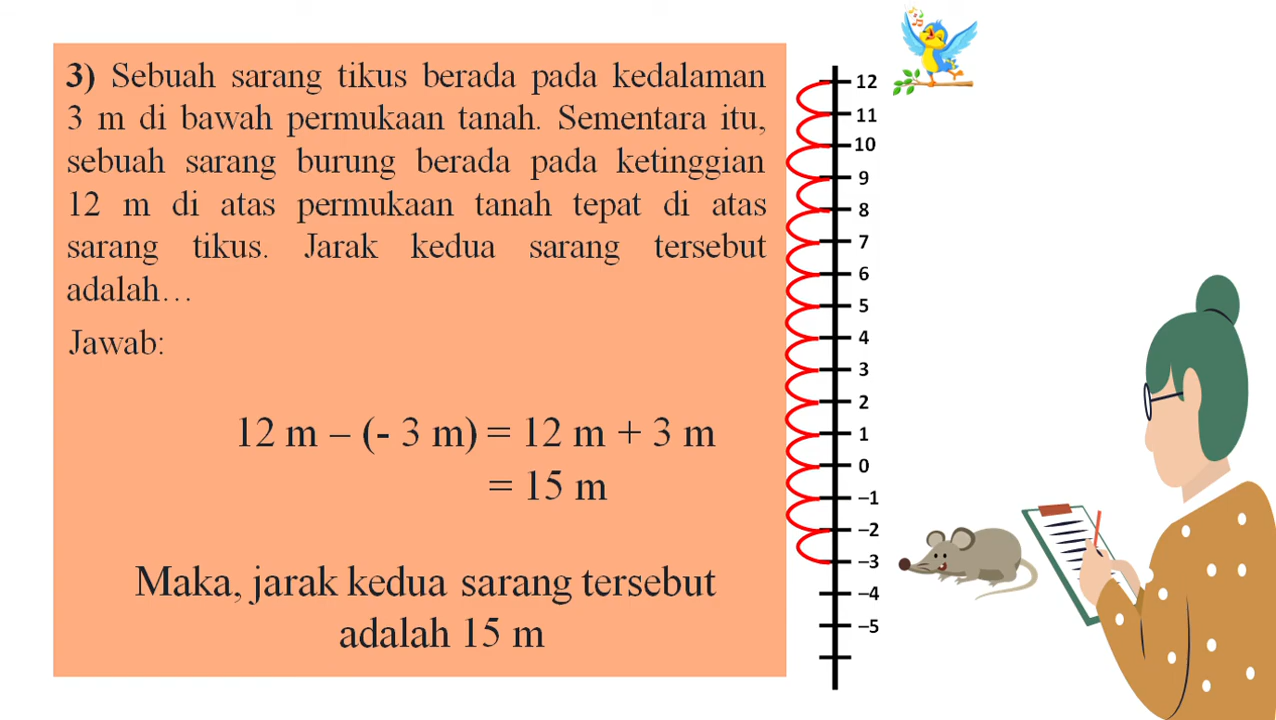 3) Sebuah sarang tikus berada pada kedalaman
3 m di bawah permukaan tanah. Sementara itu,
sebuah sarang burung berada pada ketinggian
12 m di atas permukaan tanah tepat di atas
sarang tikus. Jarak kedua sarang tersebut
adalah…
Jawab:
12 m – (- 3 m) = 12 m + 3 m
= 15 m
Maka, jarak kedua sarang tersebut
adalah 15 m
12
11
10
9
8
7
6
5
4
3
2
1
0
–1
–2
–3
–4
–5